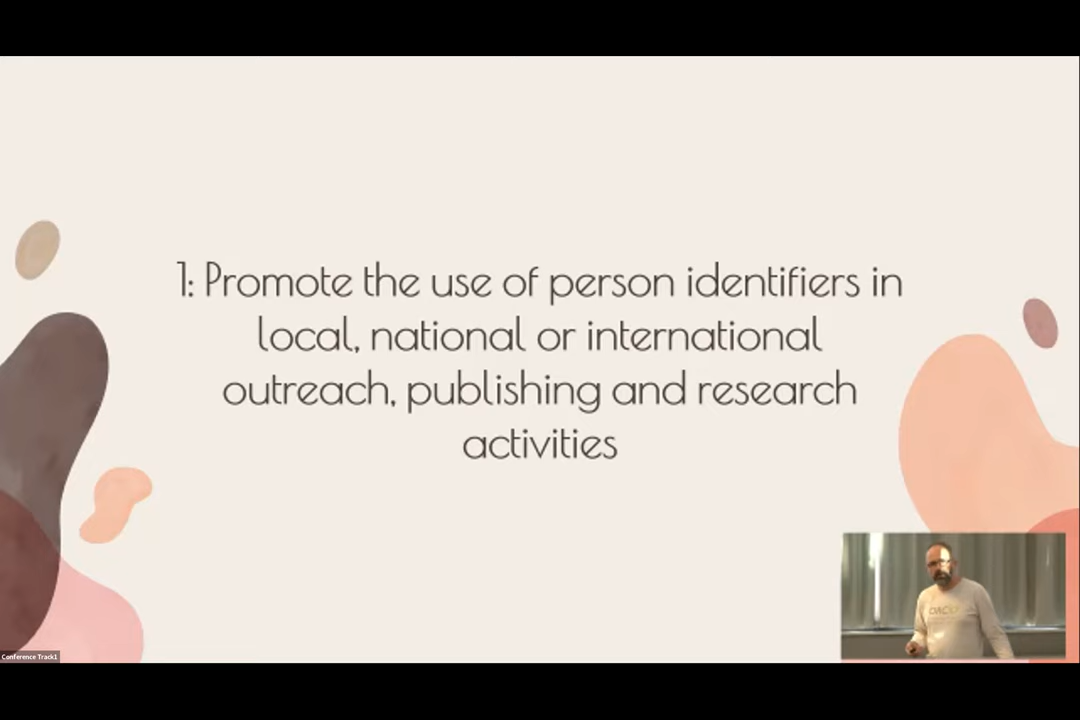 1: Promote the use of person identifiers in
local, national or international
outreach, publishing and research
activities
Conference Track1